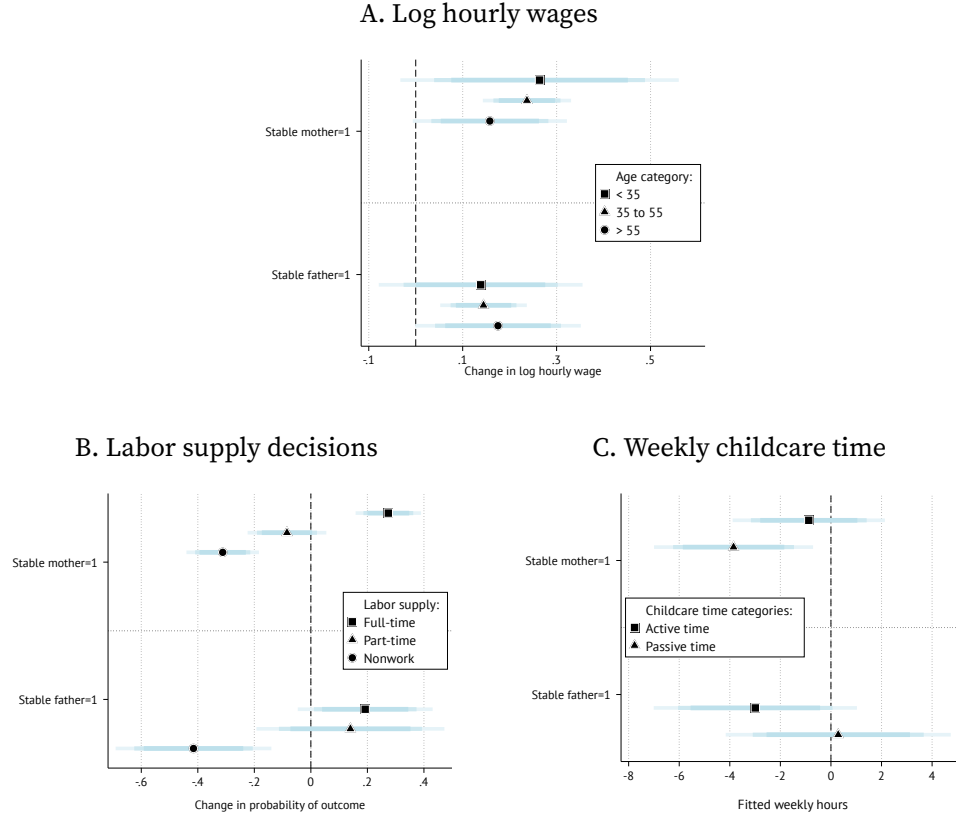 A. Log hourly wages
Stable mother=1
Age category:
< 35
35 to 55
> 55
Stable father=1
-.1 .1 .3 .5
Change in log hourly wage
B. Labor supply decisions
Stable mother=1
Labor supply:
Full-time
Part-time
Nonwork
Stable father=1
-.6 -.4 -.2 0 .2 .4
Change in probability of outcome
C. Weekly childcare time
Stable mother=1
Childcare time categories:
Active time
Passive time
Stable father=1
-8 -6 -4 -2 0 2 4
Fitted weekly hours